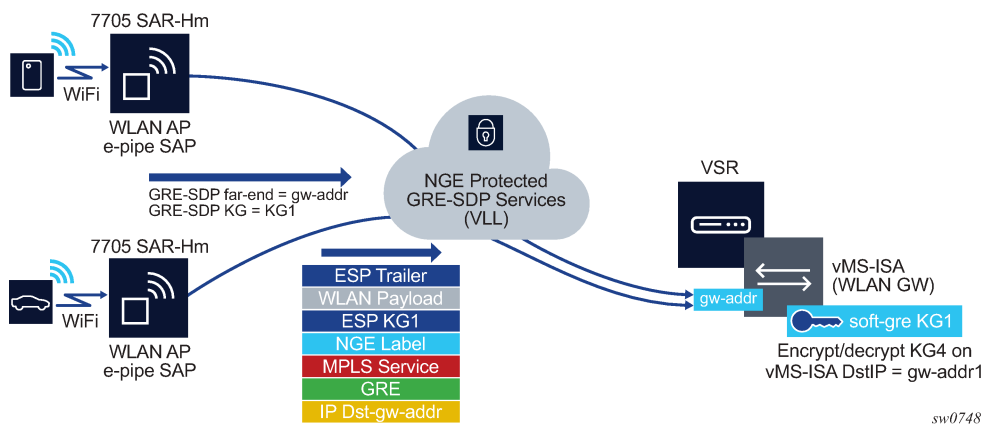 7705 SAR-Hm
WiFi
WLAN AP
e-pipe SAP
GRE-SDP far-end = gw-addr
GRE-SDP KG = KG1
7705 SAR-Hm
WiFi
WLAN AP
e-pipe SAP
NGE Protected
GRE-SDP Services
(VLL)
ESP Trailer
WLAN Payload
ESP KG1
NGE Label
MPLS Service
GRE
IP Dst-gw-addr
VSR
vMS-ISA
(WLAN GW)
gw-addr
soft-gre KG1
Encrypt/decrypt KG4 on
vMS-ISA DstIP = gw-addr1
sw0748